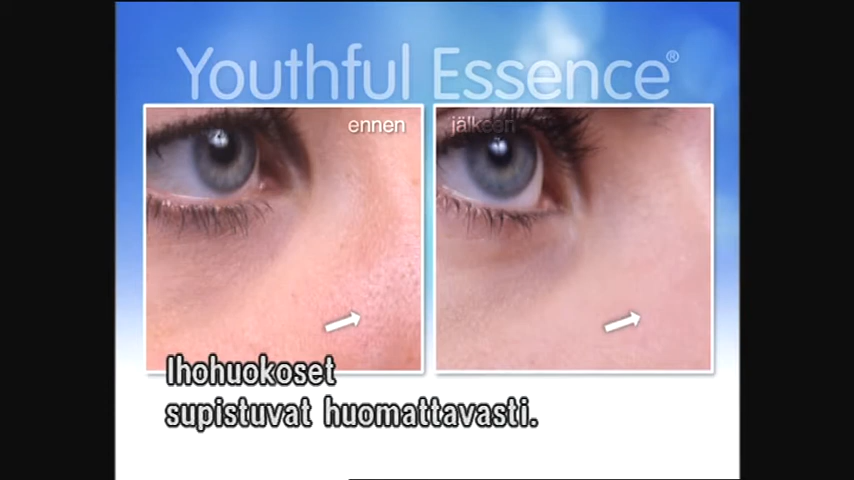 Youthful Essence®
ennen
jälkeen
Ihohuokoset
supistuvat huomattavasti.